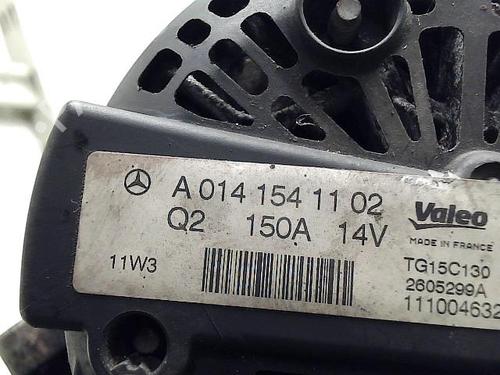 A 014 154 11 02
Q2 150A 14V
11W3
Valeo
MADE IN FRANCE
TG15C130
2605299A
111004632